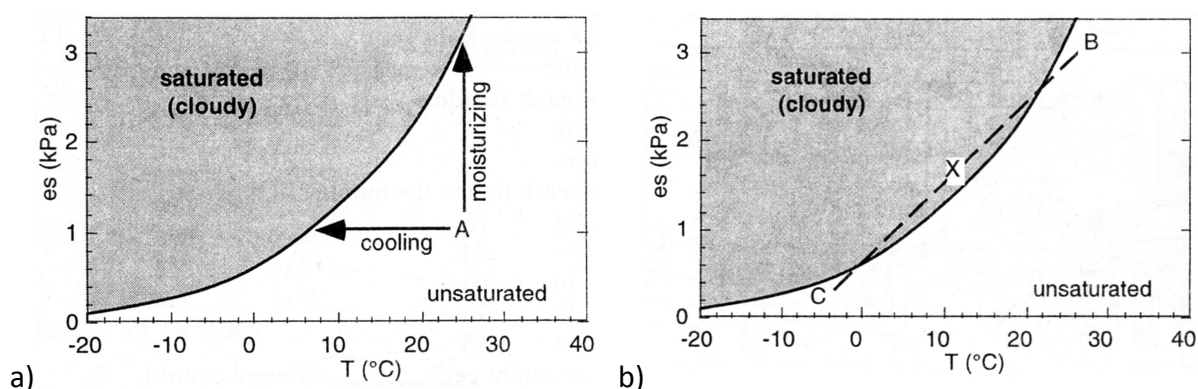 3
2
1
0
es (kPa)
saturated
(cloudy)
moisturizing
A
cooling
unsaturated
-20
-10
0
10
20
30
40
T (°C)
a)
3
2
1
0
es (kPa)
saturated
(cloudy)
B
X
C
unsaturated
-20
-10
0
10
20
30
40
T (°C)
b)